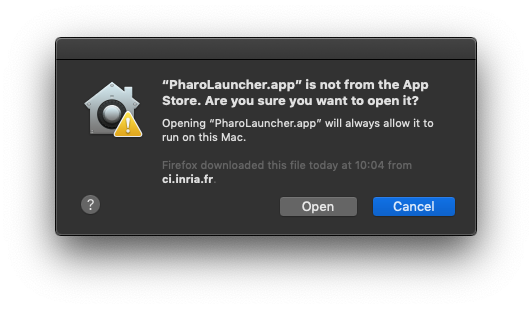 “PharoLauncher.app” is not from the App
Store. Are you sure you want to open it?
Opening “PharoLauncher.app” will always allow it to
run on this Mac.
Firefox downloaded this file today at 10:04 from
ci.inria.fr.
?
Open
Cancel